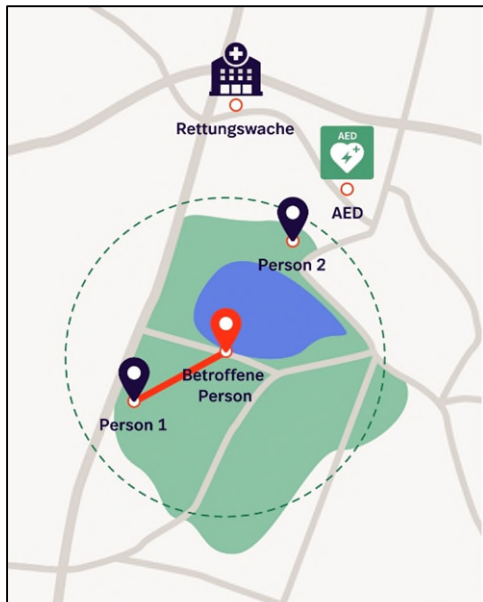 Rettungswache
AED
AED
Person 2
Betroffene
Person
Person 1